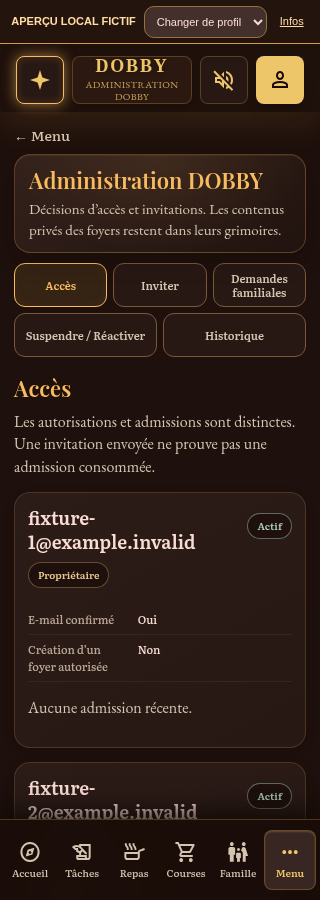 APERÇU LOCAL FICTIF Changer de profil Infos
DOBBY
ADMINISTRATION
DOBBY
← Menu
Administration DOBBY
Décisions d'accès et invitations. Les contenus
privés des foyers restent dans leurs grimoires.
Accès Inviter Demandes
familiales
Suspendre / Réactiver Historique
Accès
Les autorisations et admissions sont distinctes.
Une invitation envoyée ne prouve pas une
admission consommée.
fixture-
1@example.invalid Actif
Propriétaire
E-mail confirmé Oui
Création d'un Non
foyer autorisée
Aucune admission récente.
fixture-
2@example.invalid Actif
Accueil Tâches Repas Courses Famille Menu